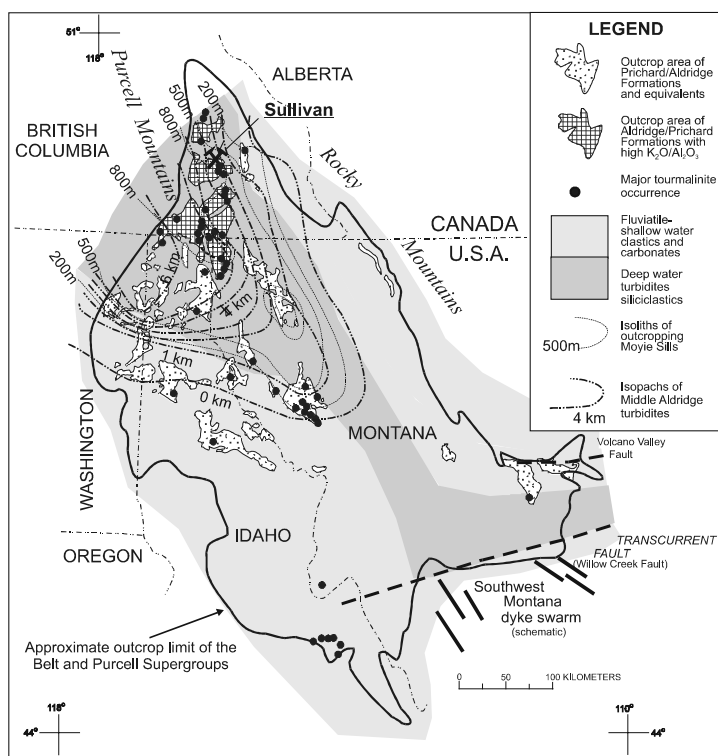 51°
118°
ALBERTA
Purcell Mountains
200m
500m
800m
Sullivan
BRITISH
COLUMBIA
Rocky
Mountains
800m
CANADA
U.S.A.
500m
200m
6 km
4 km
1 km
0 km
WASHINGTON
MONTANA
Volcano Valley
Fault
IDAHO
OREGON
TRANSCURRENT
FAULT
(Willow Creek Fault)
Southwest
Montana
dyke swarm
(schematic)
Approximate outcrop limit of the
Belt and Purcell Supergroups
0 50 100 KILOMETERS
118°
44°
110°
44°
LEGEND
Outcrop area of
Prichard/Aldridge
Formations
and equivalents
Outcrop area of
Aldridge/Prichard
Formations with
high K₂O/Al₂O₃
Major tourmalinite
occurrence
Fluviatile-
shallow water
clastics and
carbonates
Deep water
turbidites
siliciclastics
500m
Isoliths of
outcropping
Moyie Sills
4 km
Isopachs of
Middle Aldridge
turbidites